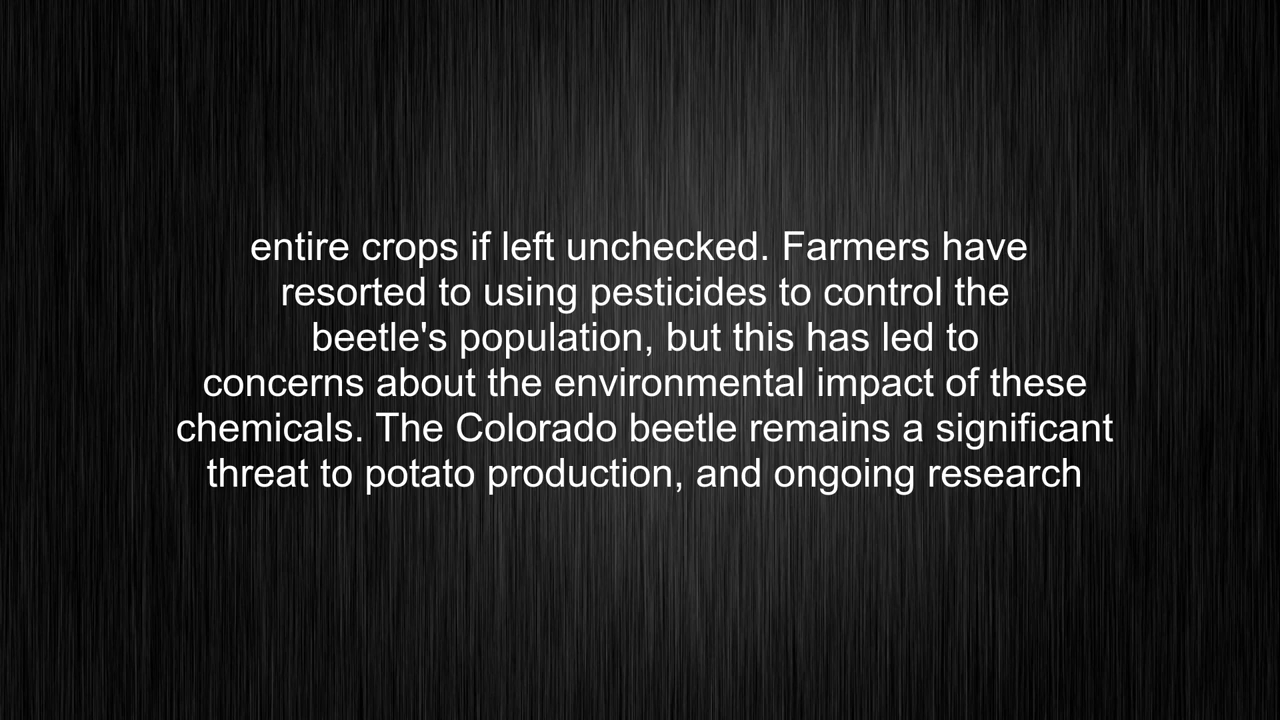 entire crops if left unchecked. Farmers have
resorted to using pesticides to control the
beetle's population, but this has led to
concerns about the environmental impact of these
chemicals. The Colorado beetle remains a significant
threat to potato production, and ongoing research